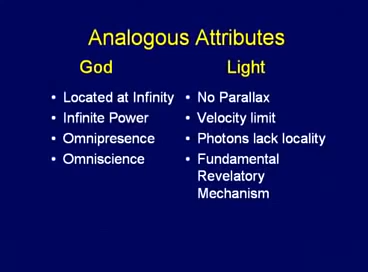 Analogous Attributes
God
• Located at Infinity
• Infinite Power
• Omnipresence
• Omniscience
Light
• No Parallax
• Velocity limit
• Photons lack locality
• Fundamental
Revelatory
Mechanism